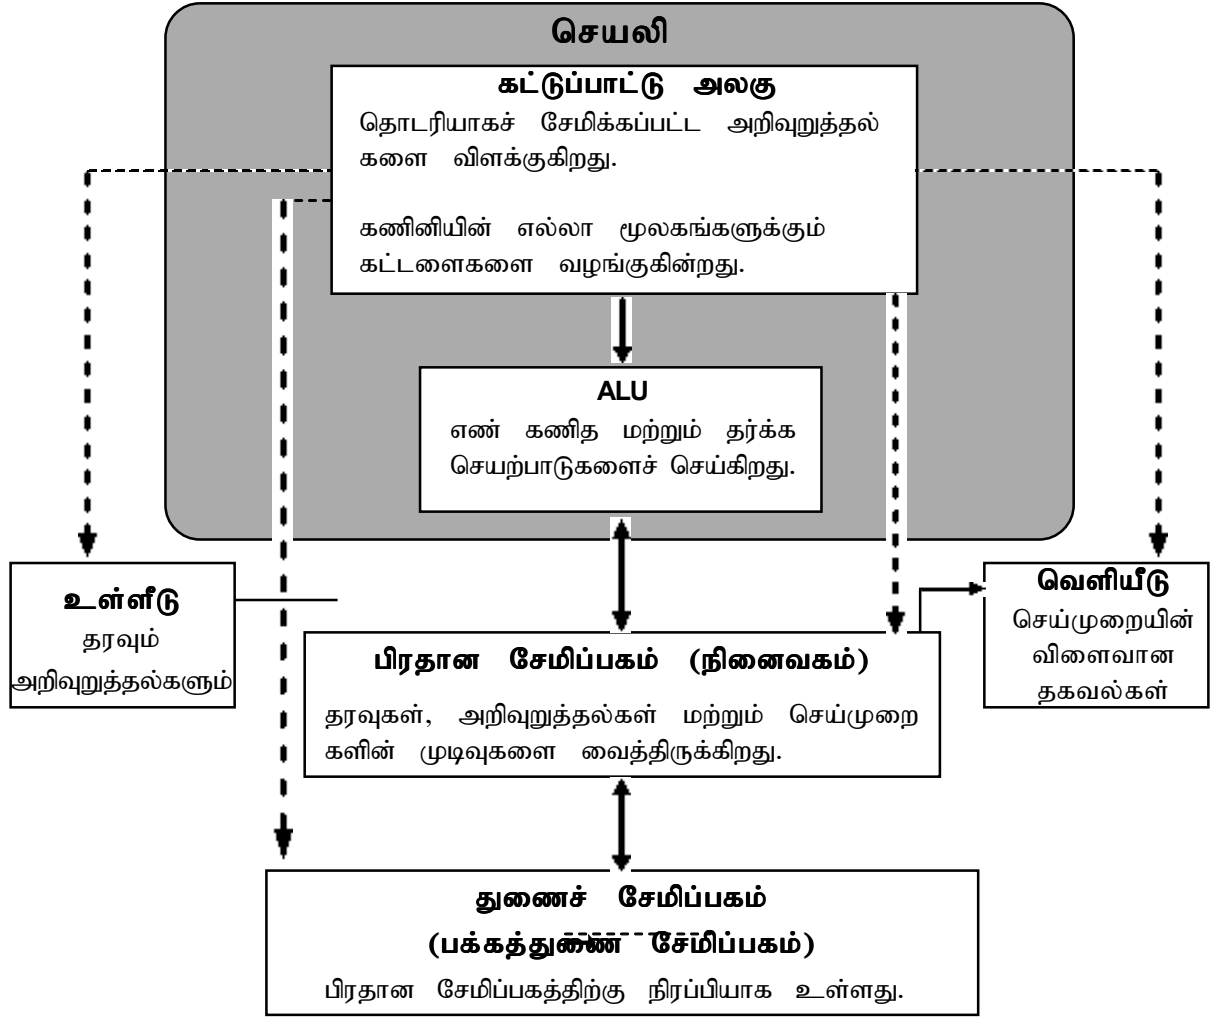 செயலி
கட்டுப்பாட்டு அலகு
தொடரியாகச் சேமிக்கப்பட்ட அறிவுறுத்தல்
களை விளக்குகிறது.
கணினியின் எல்லா மூலகங்களுக்கும்
கட்டளைகளை வழங்குகின்றது.
ALU
எண் கணித மற்றும் தர்க்க
செயற்பாடுகளைச் செய்கிறது.
உள்ளீடு
தரவும்
அறிவுறுத்தல்களும்
பிரதான சேமிப்பகம் (நினைவகம்)
தரவுகள், அறிவுறுத்தல்கள் மற்றும் செய்முறை
களின் முடிவுகளை வைத்திருக்கிறது.
வெளியீடு
செய்முறையின்
விளைவான
தகவல்கள்
துணைச் சேமிப்பகம்
(பக்கத்துணை சேமிப்பகம்)
பிரதான சேமிப்பகத்திற்கு நிரப்பியாக உள்ளது.